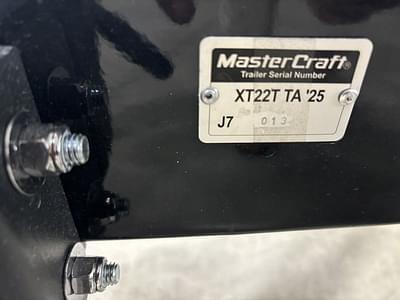 MasterCraft®
Trailer Serial Number
XT22T TA '25
J7 013